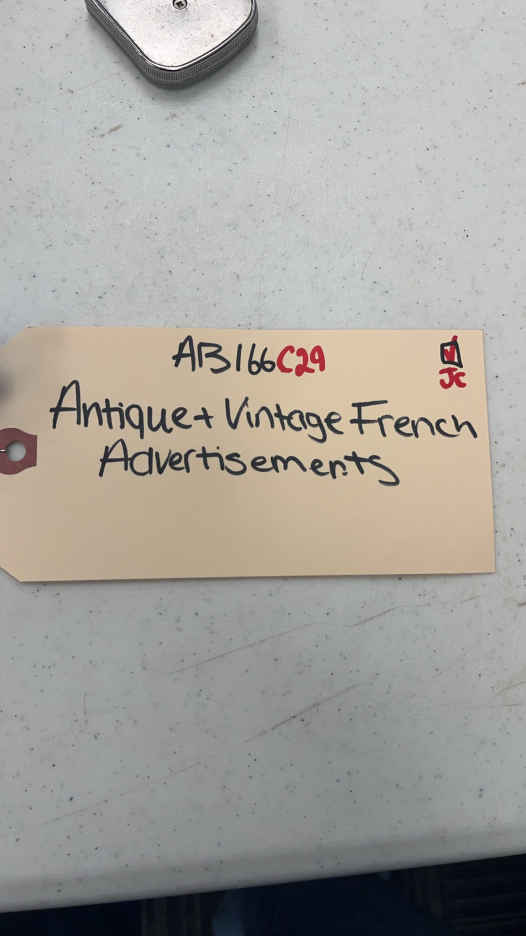 AB166C29
JC
Antique + Vintage French
Advertisements